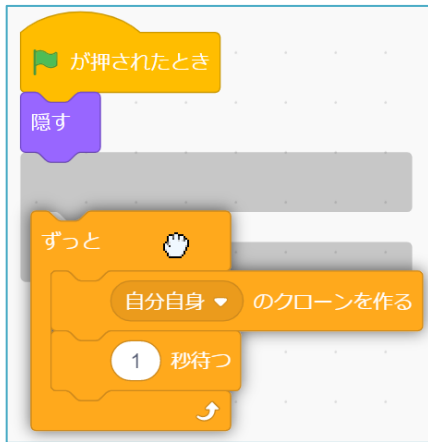 が押されたとき
隠す
ずっと
自分自身 のクローンを作る
1 秒待つ